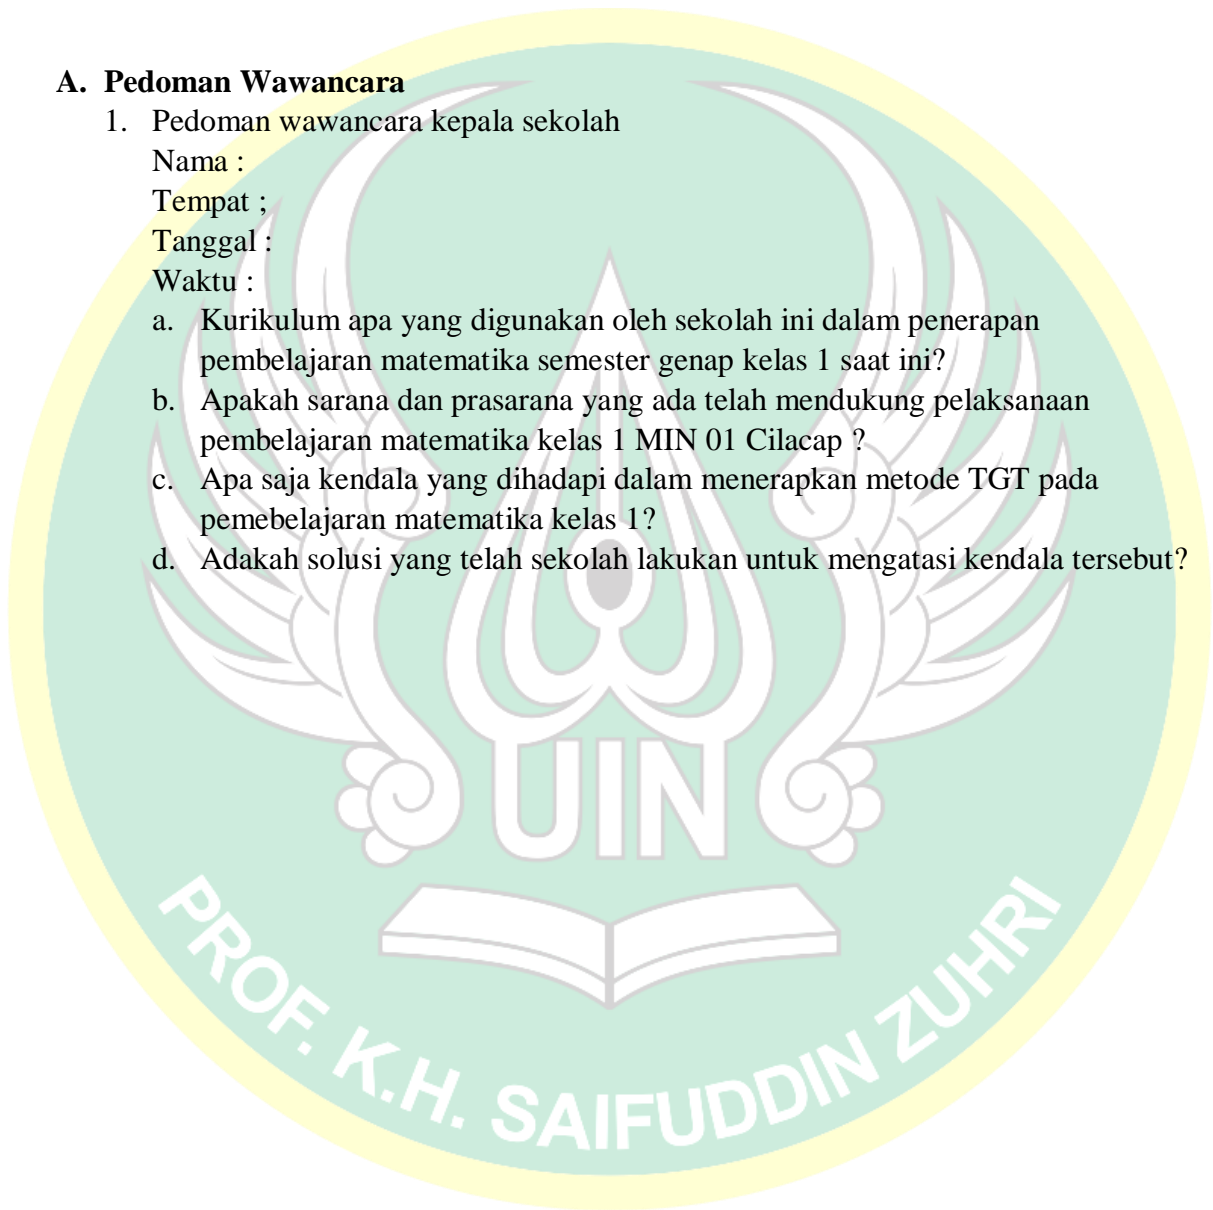 A. Pedoman Wawancara
1. Pedoman wawancara kepala sekolah
Nama :
Tempat ;
Tanggal :
Waktu :
a. Kurikulum apa yang digunakan oleh sekolah ini dalam penerapan
pembelajaran matematika semester genap kelas 1 saat ini?
b. Apakah sarana dan prasarana yang ada telah mendukung pelaksanaan
pembelajaran matematika kelas 1 MIN 01 Cilacap ?
c. Apa saja kendala yang dihadapi dalam menerapkan metode TGT pada
pemebelajaran matematika kelas 1?
d. Adakah solusi yang telah sekolah lakukan untuk mengatasi kendala tersebut?
UIN
PROF. K.H. SAIFUDDIN ZUHRI